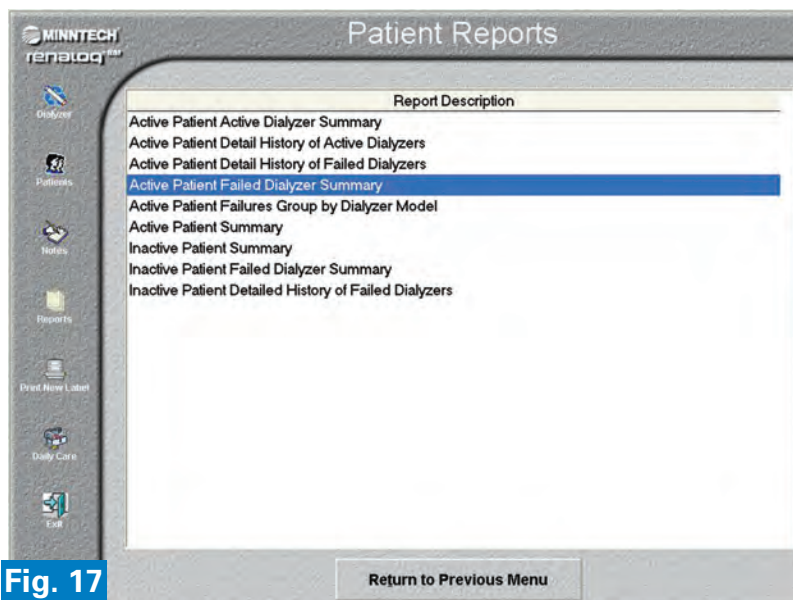 MINNTECH
renalog RM
Patient Reports
Dialyzer
Patients
Notes
Reports
Print New Label
Daily Care
Exit
Report Description
Active Patient Active Dialyzer Summary
Active Patient Detail History of Active Dialyzers
Active Patient Detail History of Failed Dialyzers
Active Patient Failed Dialyzer Summary
Active Patient Failures Group by Dialyzer Model
Active Patient Summary
Inactive Patient Summary
Inactive Patient Failed Dialyzer Summary
Inactive Patient Detailed History of Failed Dialyzers
Return to Previous Menu
Fig. 17